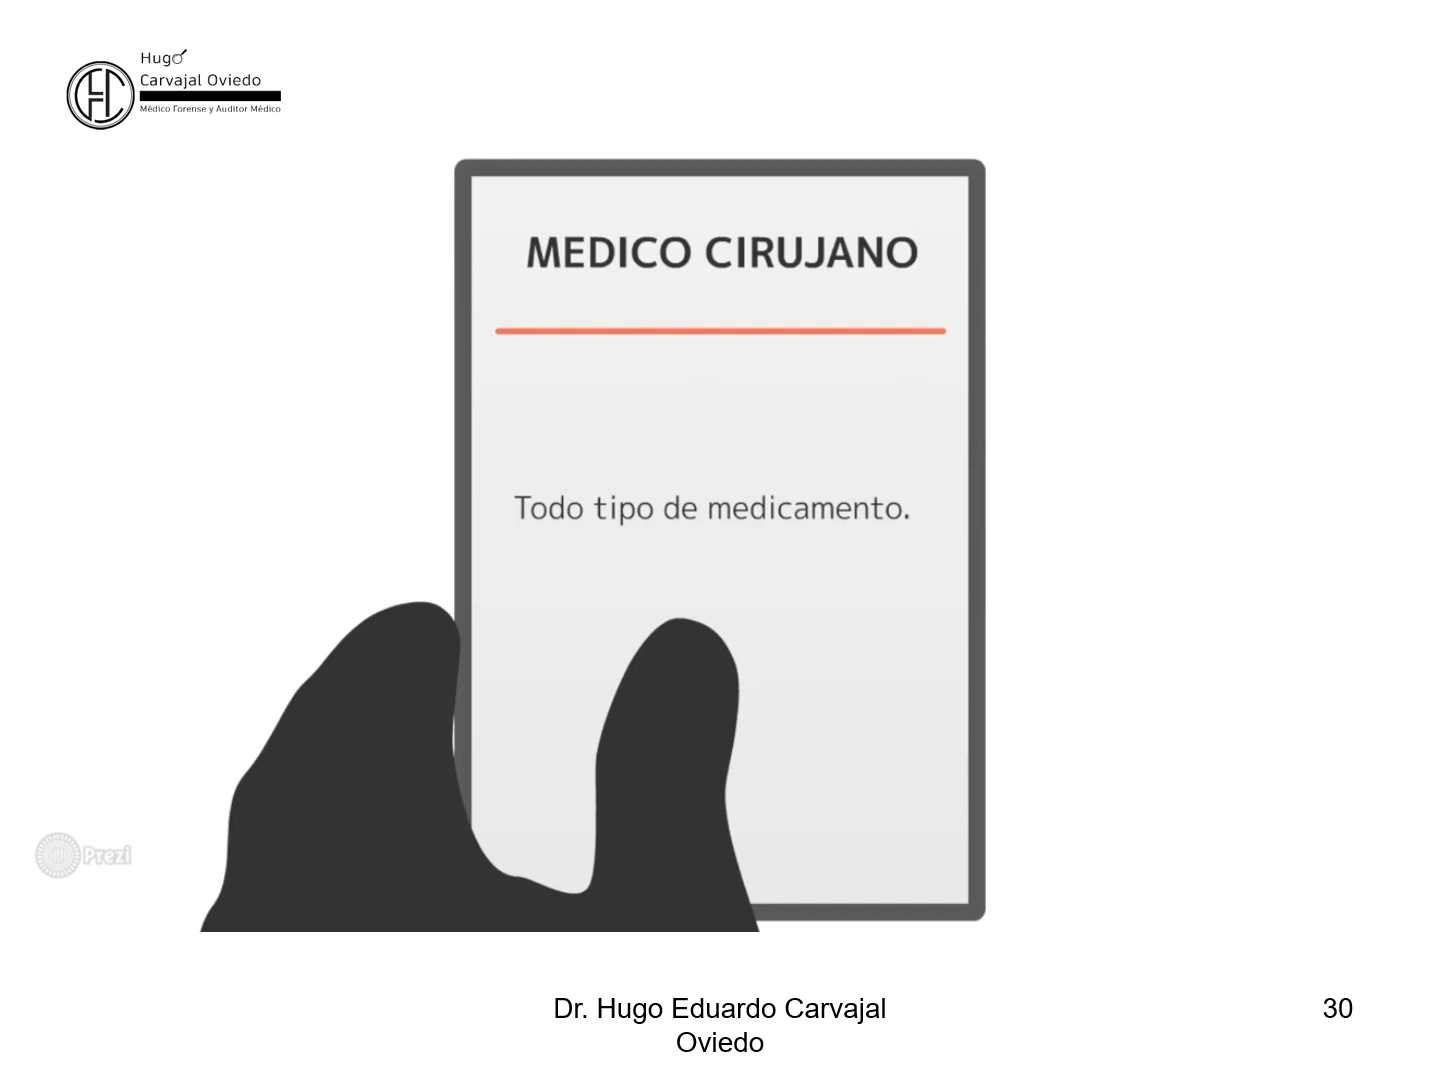 Hugo
Carvajal Oviedo
Médico Forense y Auditor Médico
MEDICO CIRUJANO
Todo tipo de medicamento.
Prezi
Dr. Hugo Eduardo Carvajal
Oviedo
30